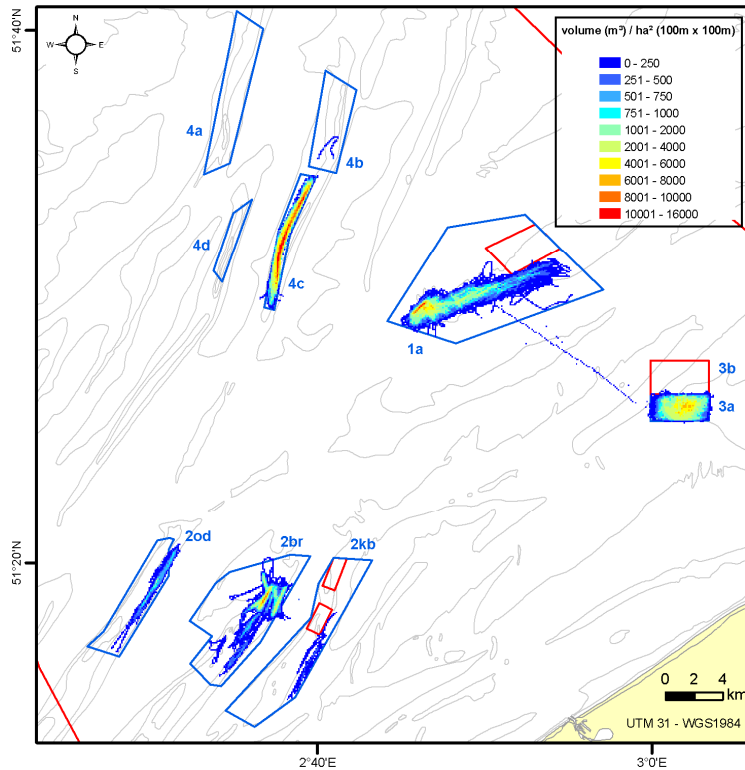 51°40'N
N
W E
S
volume (m³) / ha² (100m x 100m)
0 - 250
251 - 500
501 - 750
751 - 1000
1001 - 2000
2001 - 4000
4001 - 6000
6001 - 8000
8001 - 10000
10001 - 16000
4a
4b
4d
4c
1a
3b
3a
51°20'N
2od
2br
2kb
0 2 4
km
UTM 31 - WGS1984
2°40'E
3°0'E